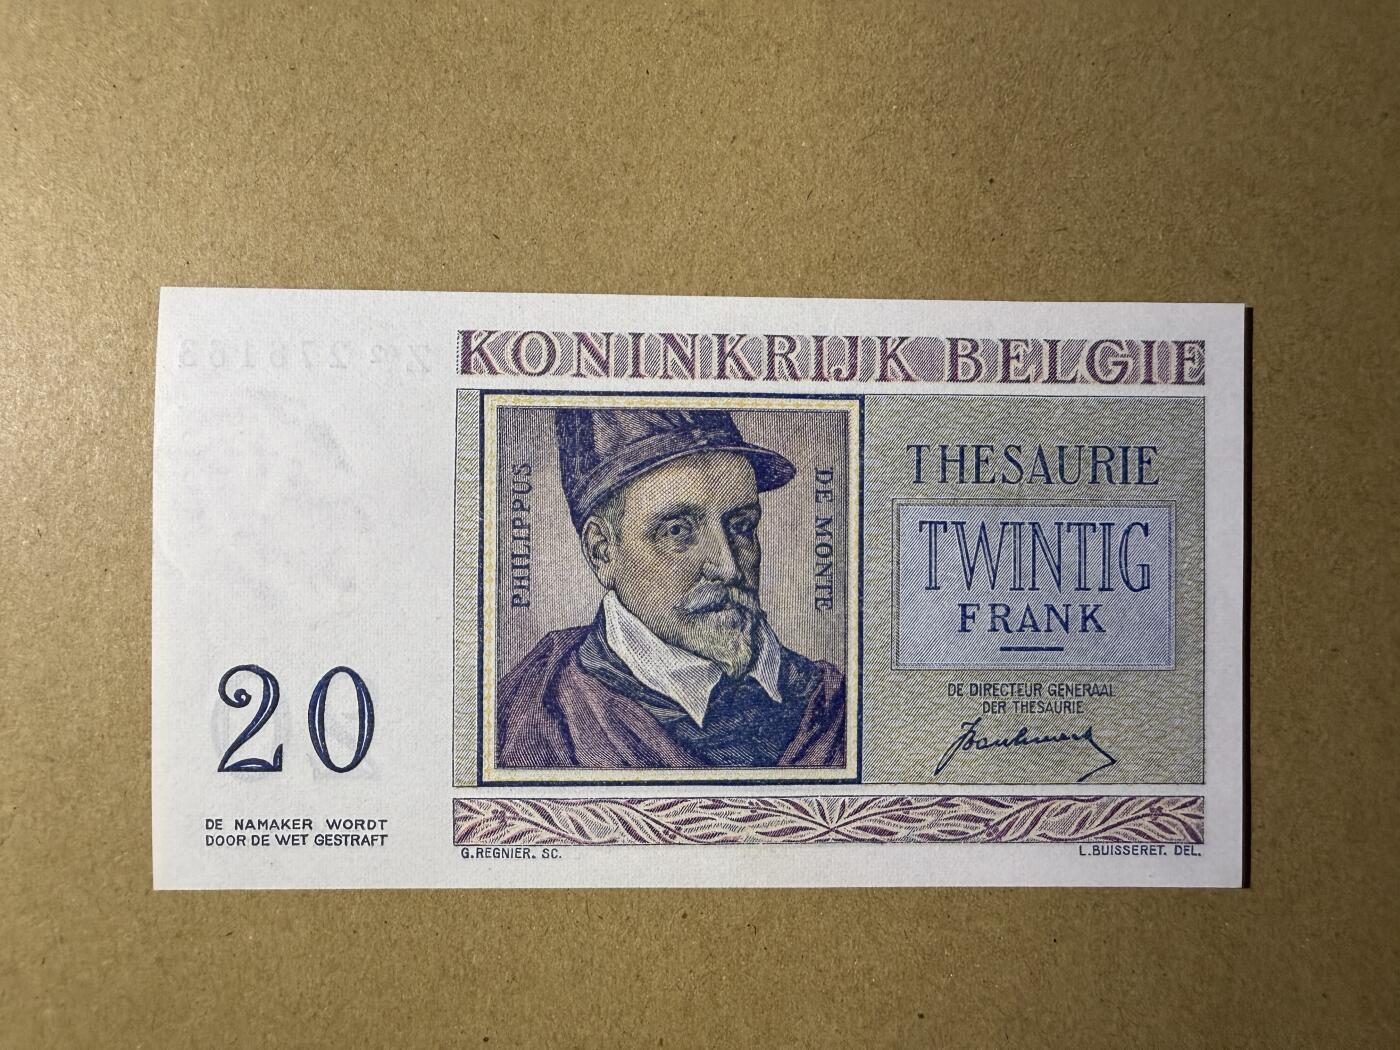 KONINKRIJK BELGIE
PHILIPPUS
DE MONTE
THESAURIE
TWINTIG
FRANK
DE DIRECTEUR GENERAAL
DER THESAURIE
20
DE NAMAKER WORDT
DOOR DE WET GESTRAFT
G.REGNIER. SC.
L.BUISSERET. DEL.